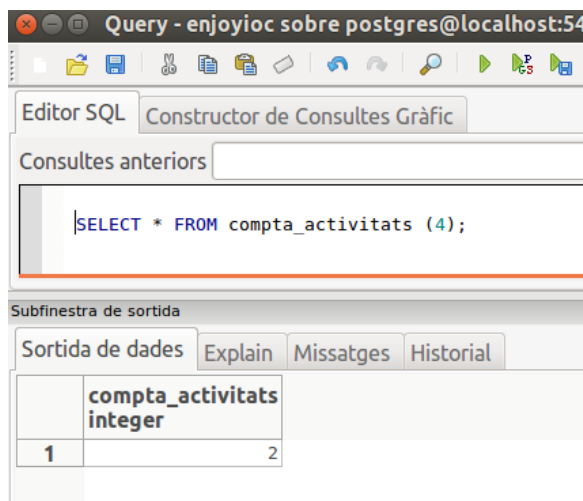 Query - enjoyioc sobre postgres@localhost:54
Editor SQL Constructor de Consultes Gràfic
Consultes anteriors
SELECT * FROM compta_activitats (4);
Subfinestra de sortida
Sortida de dades Explain Missatges Historial
compta_activitats
integer
1 2